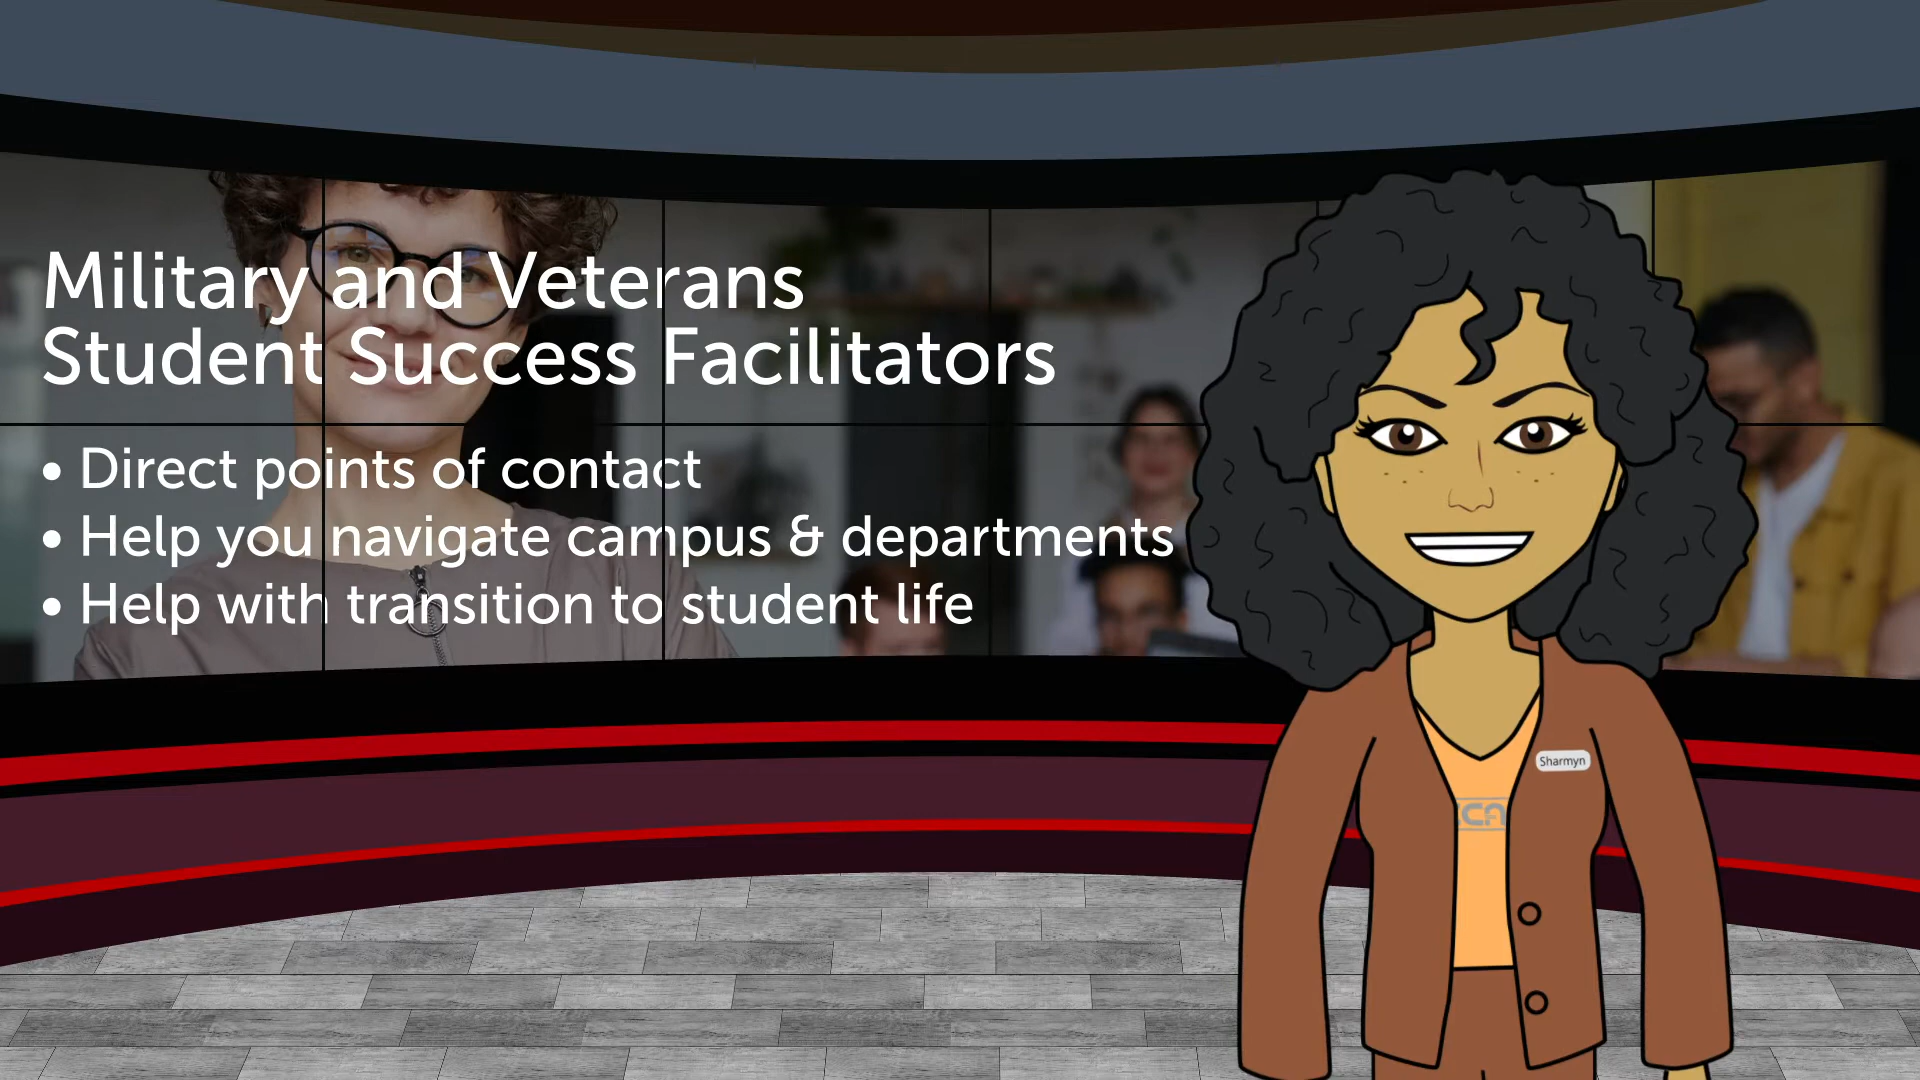 Military and Veterans
Student Success Facilitators
• Direct points of contact
• Help you navigate campus & departments
• Help with transition to student life
Sharmyn